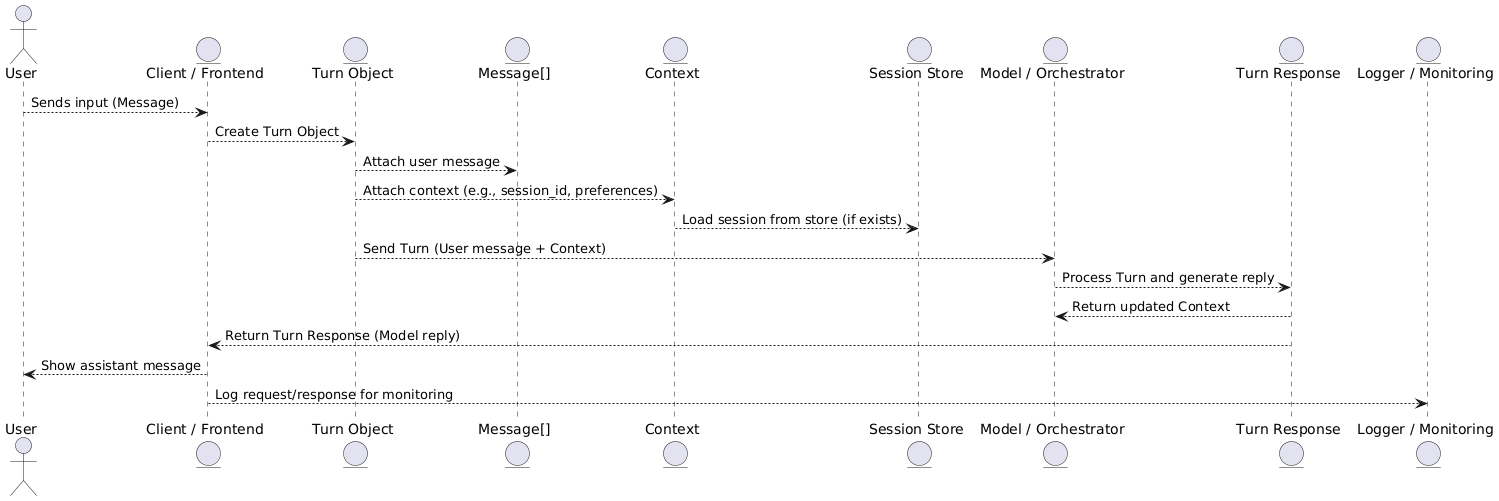 User Client / Frontend Turn Object Message[] Context Session Store Model / Orchestrator Turn Response Logger / Monitoring
Sends input (Message)
Create Turn Object
Attach user message
Attach context (e.g., session_id, preferences)
Load session from store (if exists)
Send Turn (User message + Context)
Process Turn and generate reply
Return updated Context
Return Turn Response (Model reply)
Show assistant message
Log request/response for monitoring
User Client / Frontend Turn Object Message[] Context Session Store Model / Orchestrator Turn Response Logger / Monitoring